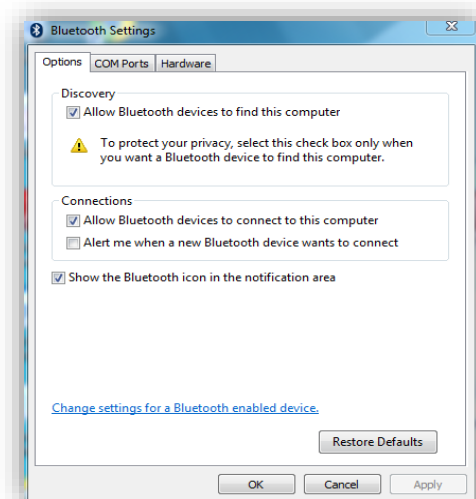 Bluetooth Settings
Options COM Ports Hardware
Discovery
Allow Bluetooth devices to find this computer
To protect your privacy, select this check box only when
you want a Bluetooth device to find this computer.
Connections
Allow Bluetooth devices to connect to this computer
Alert me when a new Bluetooth device wants to connect
Show the Bluetooth icon in the notification area
Change settings for a Bluetooth enabled device.
Restore Defaults
OK Cancel Apply